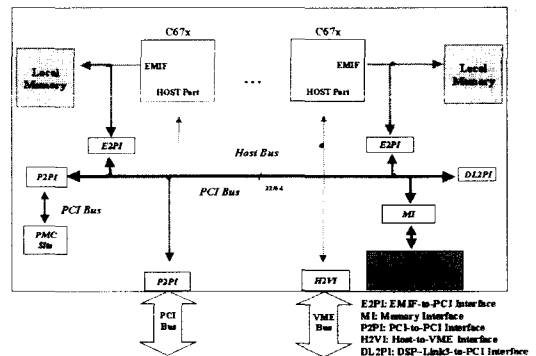 C67x
C67x
Local
Memory
EMIF
HOST Port
...
EMIF
HOST Port
Local
Memory
E2PI
E2PI
Host Bus
P2PI
DL2PI
PCI Bus
32/64
PCI Bus
MI
PMC
Site
P2PI
H2VI
PCI
Bus
VME
Bus
E2PI: EMIF-to-PCI Interface
MI: Memory Interface
P2PI: PCI-to-PCI Interface
H2VI: Host-to-VME Interface
DL2PI: DSP-Link3-to-PCI Interface